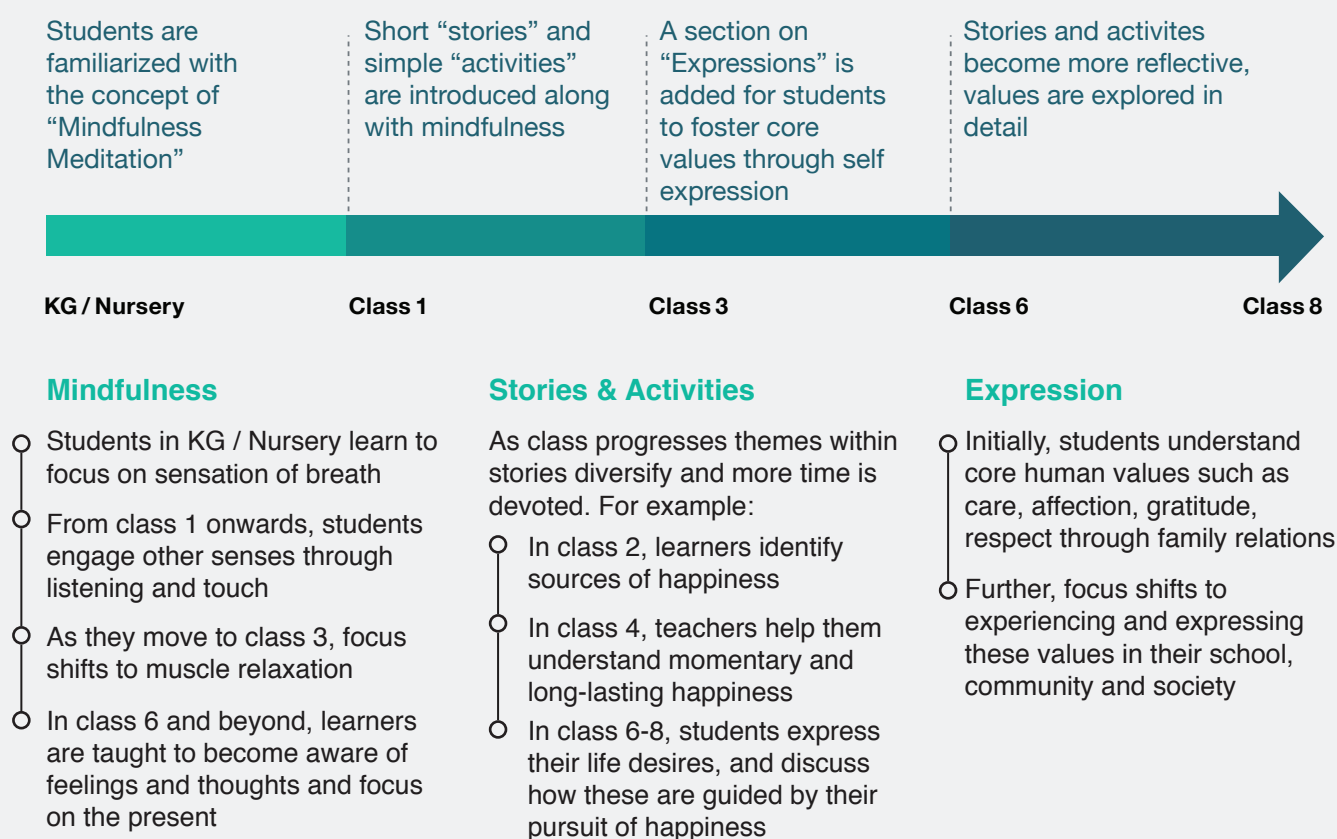 Students are
familiarized with
the concept of
“Mindfulness
Meditation”
Short “stories” and
simple “activities”
are introduced along
with mindfulness
A section on
“Expressions” is
added for students
to foster core
values through self
expression
Stories and activites
become more reflective,
values are explored in
detail
KG / Nursery
Class 1
Class 3
Class 6
Class 8
Mindfulness
Students in KG / Nursery learn to
focus on sensation of breath
From class 1 onwards, students
engage other senses through
listening and touch
As they move to class 3, focus
shifts to muscle relaxation
In class 6 and beyond, learners
are taught to become aware of
feelings and thoughts and focus
on the present
Stories & Activities
As class progresses themes within
stories diversify and more time is
devoted. For example:
In class 2, learners identify
sources of happiness
In class 4, teachers help them
understand momentary and
long-lasting happiness
In class 6-8, students express
their life desires, and discuss
how these are guided by their
pursuit of happiness
Expression
Initially, students understand
core human values such as
care, affection, gratitude,
respect through family relations
Further, focus shifts to
experiencing and expressing
these values in their school,
community and society